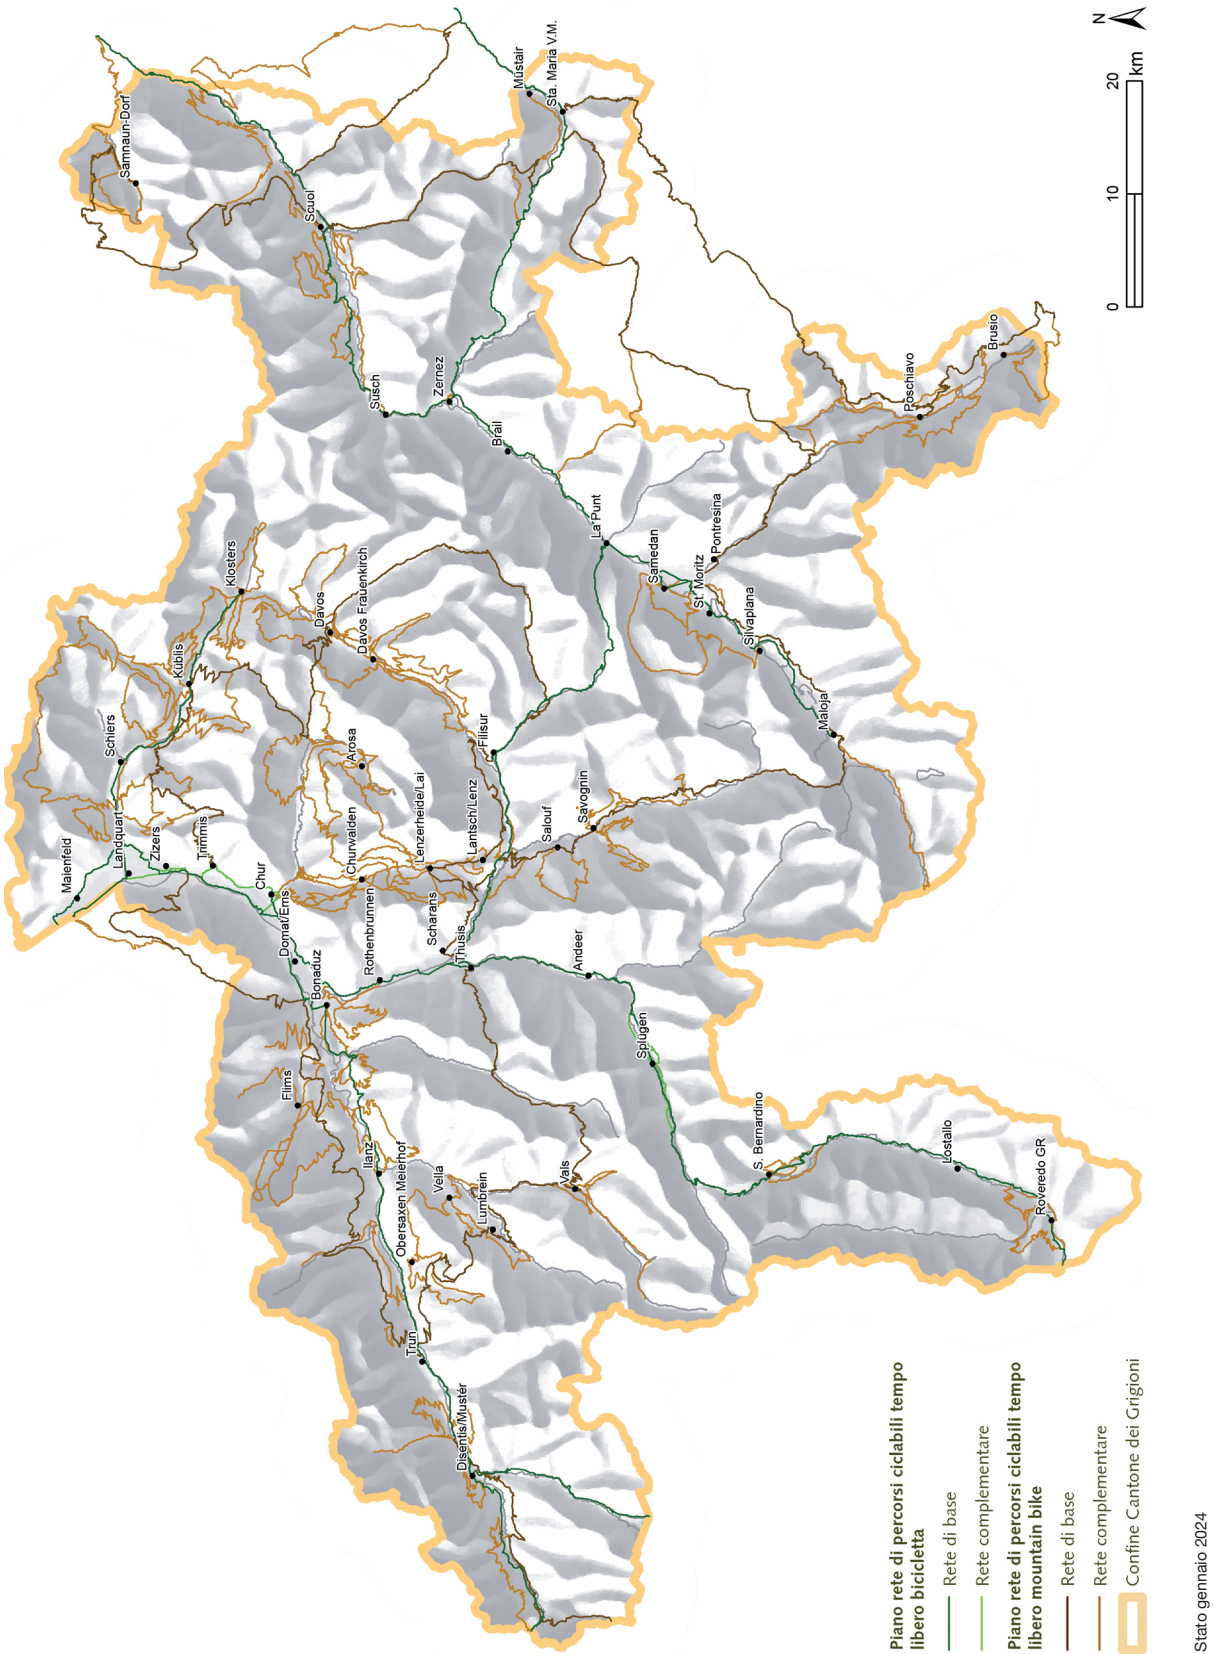 Samnaun-Dorf
Müstair
Sta. Maria V.M.
Scuol
Susch
Zernez
Brail
Brusio
Poschiavo
La Punt
Pontresina
Samedan
St. Moritz
Silvaplana
Maloja
Klosters
Davos
Davos Frauenkirch
Küblis
Schiers
Arosa
Filisur
Savognin
Salouf
Lantsch/Lenz
Lenzerheide/Lai
Churwalden
Landquart
Zizers
Trimmis
Maienfeld
Chur
Domat/Ems
Rothenbrunnen
Scharans
Thusis
Bonaduz
Andeer
Splügen
Flims
Ilanz
Obersaxen Meierhof
Vella
Lumbrein
Vals
S. Bernardino
Lostallo
Roveredo GR
Trun
Disentis/Mustér
N
0 10 20
km
Piano rete di percorsi ciclabili tempo
libero bicicletta
Rete di base
Rete complementare
Piano rete di percorsi ciclabili tempo
libero mountain bike
Rete di base
Rete complementare
Confine Cantone dei Grigioni
Stato gennaio 2024